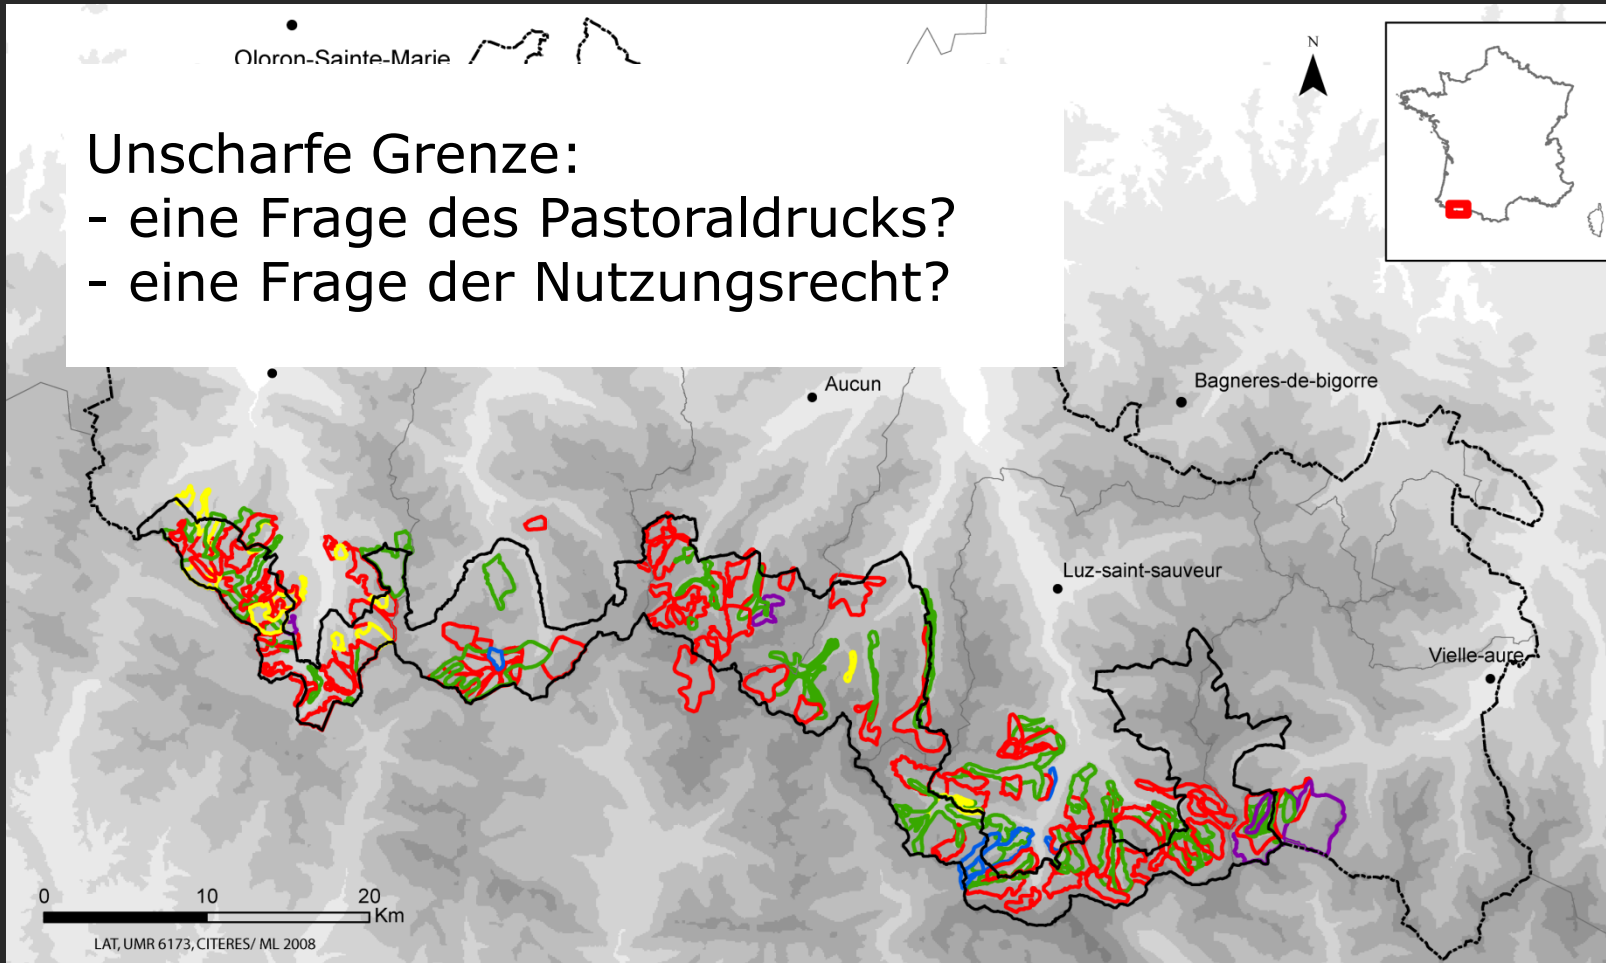 Oloron-Sainte-Marie
N
Unscharfe Grenze:
- eine Frage des Pastoraldrucks?
- eine Frage der Nutzungsrecht?
Aucun
Bagneres-de-bigorre
Luz-saint-sauveur
Vielle-aure
0 10 20
Km
LAT, UMR 6173, CITERES/ ML 2008